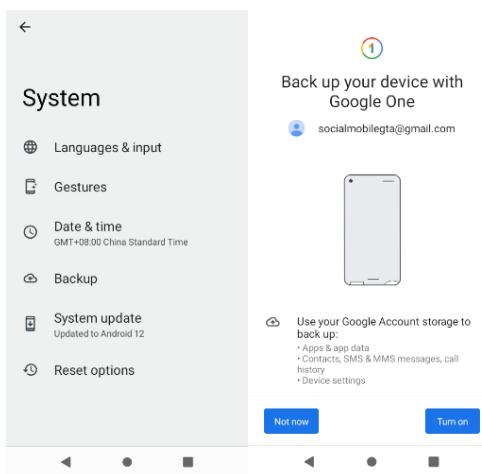 System
Languages & input
Gestures
Date & time
GMT+08:00 China Standard Time
Backup
System update
Updated to Android 12
Reset options
1
Back up your device with
Google One
socialmobilegta@gmail.com
Use your Google Account storage to
back up:
• Apps & app data
• Contacts, SMS & MMS messages, call
history
• Device settings
Not now
Turn on